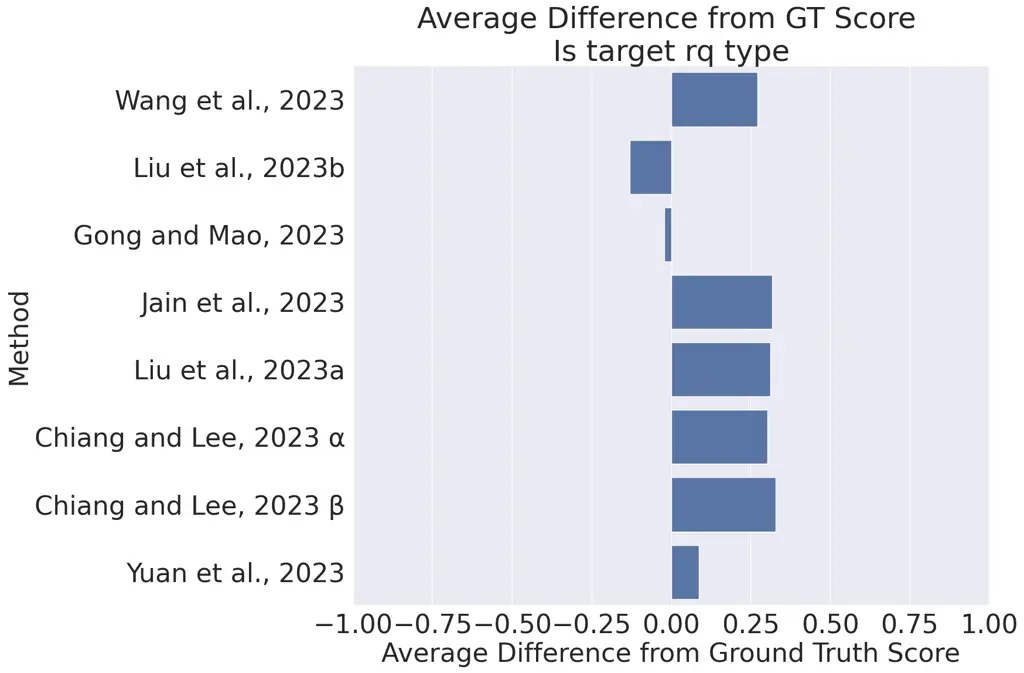 Average Difference from GT Score
Is target rq type
Method
Wang et al., 2023
Liu et al., 2023b
Gong and Mao, 2023
Jain et al., 2023
Liu et al., 2023a
Chiang and Lee, 2023 α
Chiang and Lee, 2023 β
Yuan et al., 2023
−1.00 −0.75 −0.50 −0.25 0.00 0.25 0.50 0.75 1.00
Average Difference from Ground Truth Score